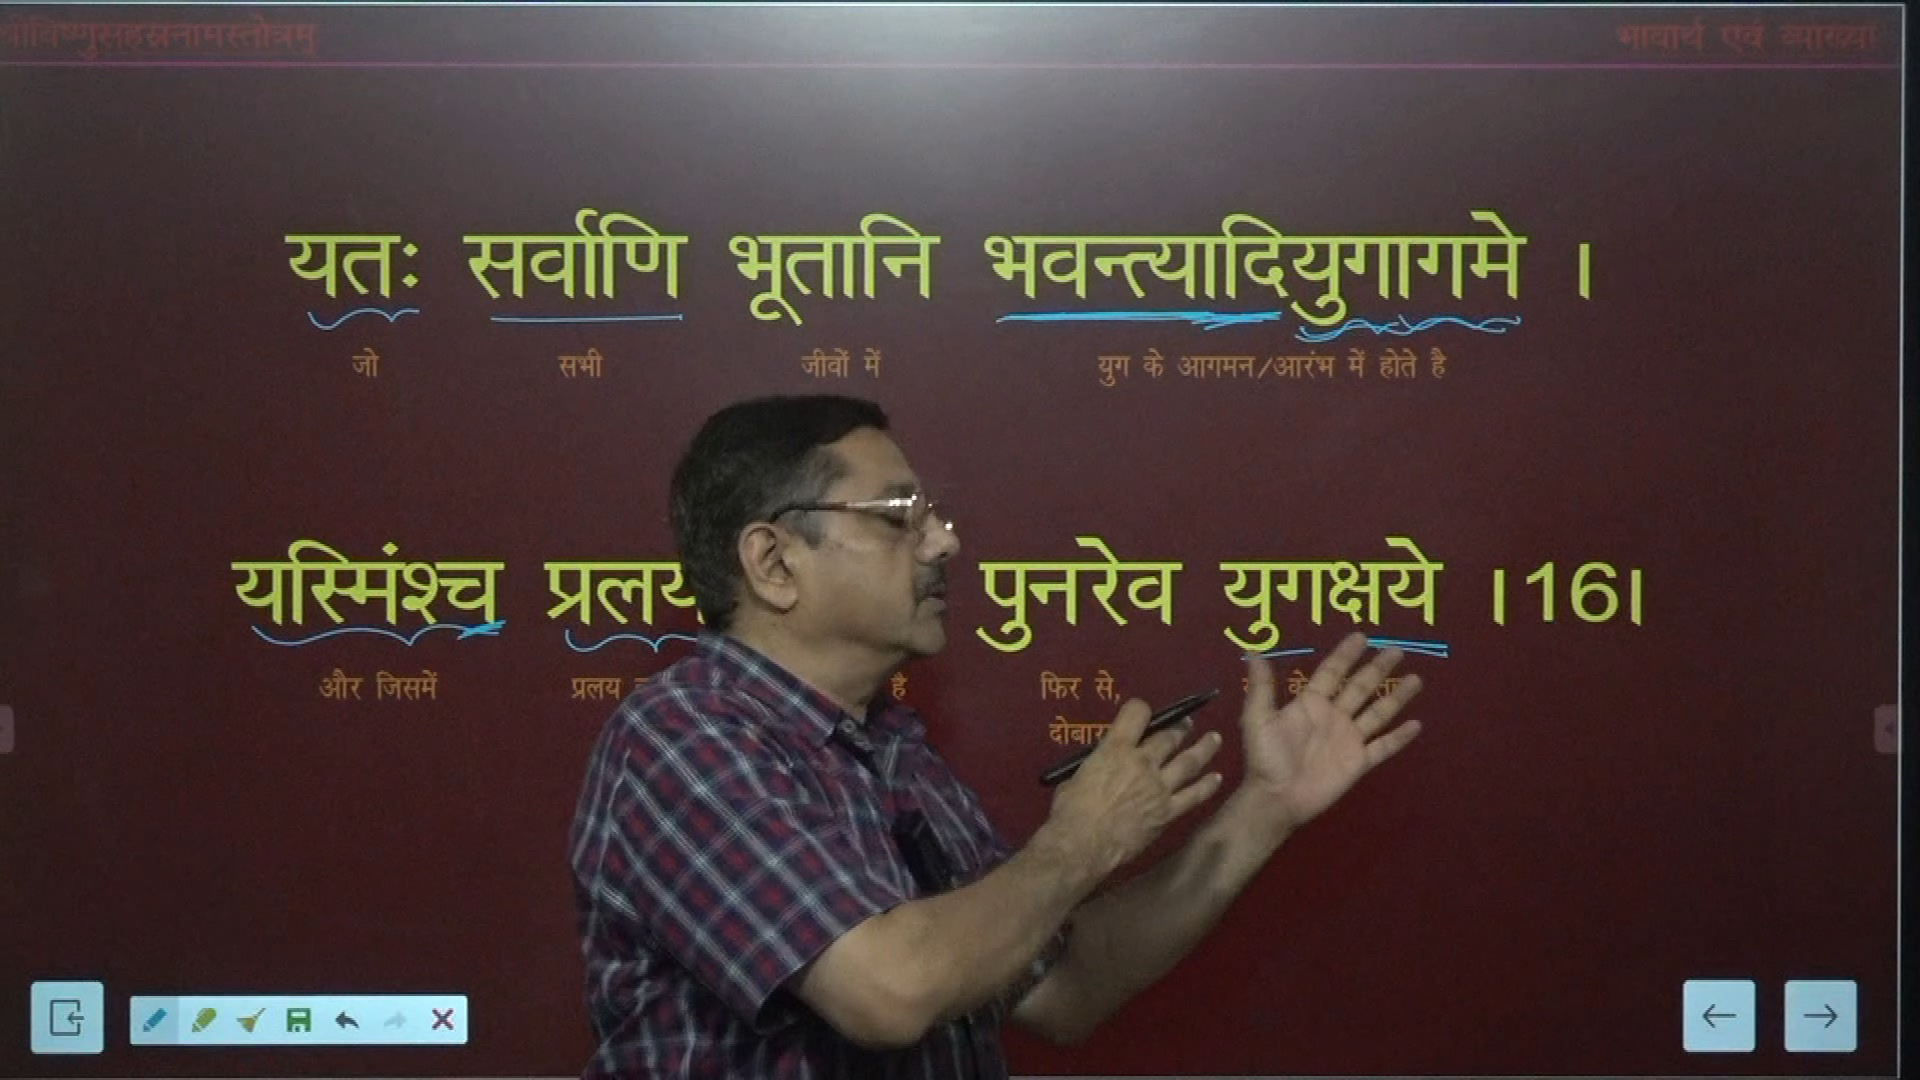 श्रीविष्णुसहस्रनामस्तोत्रम् भावार्थ एवं व्याख्या
यतः सर्वाणि भूतानि भवन्त्यादियुगागमे ।
जो सभी जीवों में युग के आगमन/आरंभ में होते है
यस्मिंश्च पुनरेव युगक्षये ।16।
और जिसमें प्रलय है फिर से,